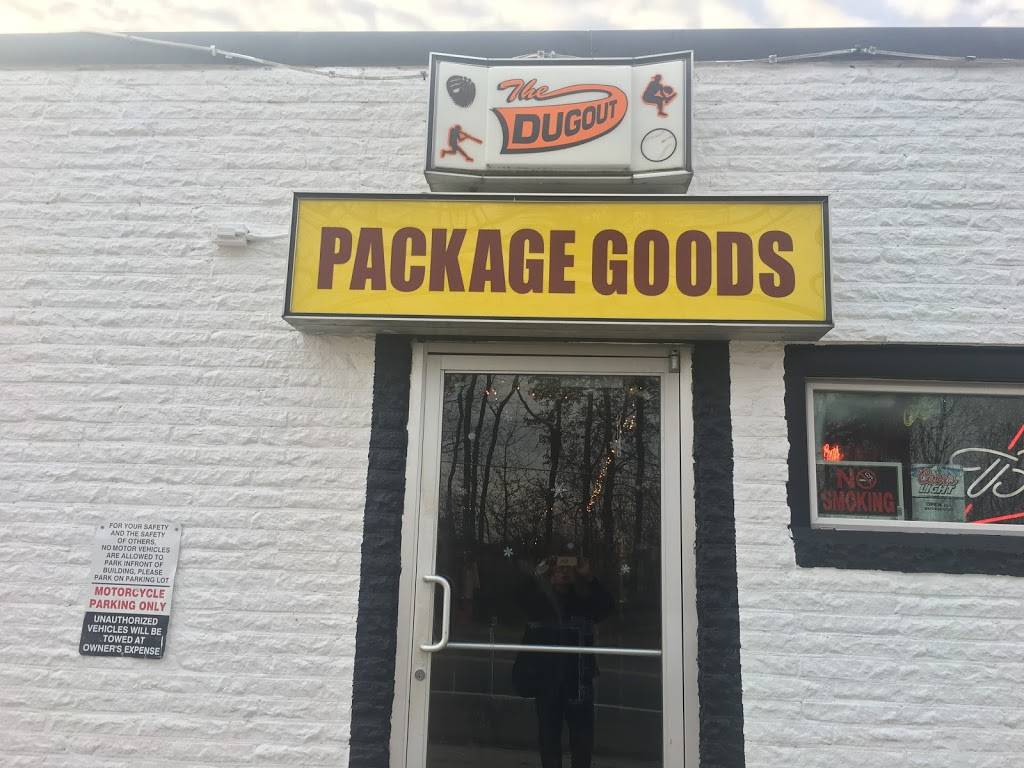 The
DUGOUT
PACKAGE GOODS
NO
SMOKING
Coors
LIGHT
FOR YOUR SAFETY
AND THE SAFETY
OF OTHERS,
NO MOTOR VEHICLES
ARE ALLOWED TO
PARK INFRONT OF
BUILDING, PLEASE
PARK ON PARKING LOT
MOTORCYCLE
PARKING ONLY
UNAUTHORIZED
VEHICLES WILL BE
TOWED AT
OWNER'S EXPENSE